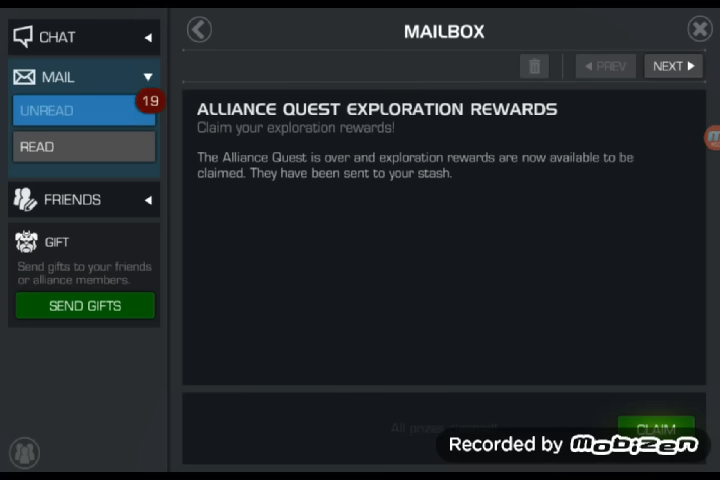 CHAT
MAILBOX
MAIL
PREV
NEXT
19
UNREAD
ALLIANCE QUEST EXPLORATION REWARDS
Claim your exploration rewards!
READ
The Alliance Quest is over and exploration rewards are now available to be
claimed. They have been sent to your stash.
FRIENDS
GIFT
Send gifts to your friends
or alliance members.
SEND GIFTS
CLAIM
Recorded by mobizen